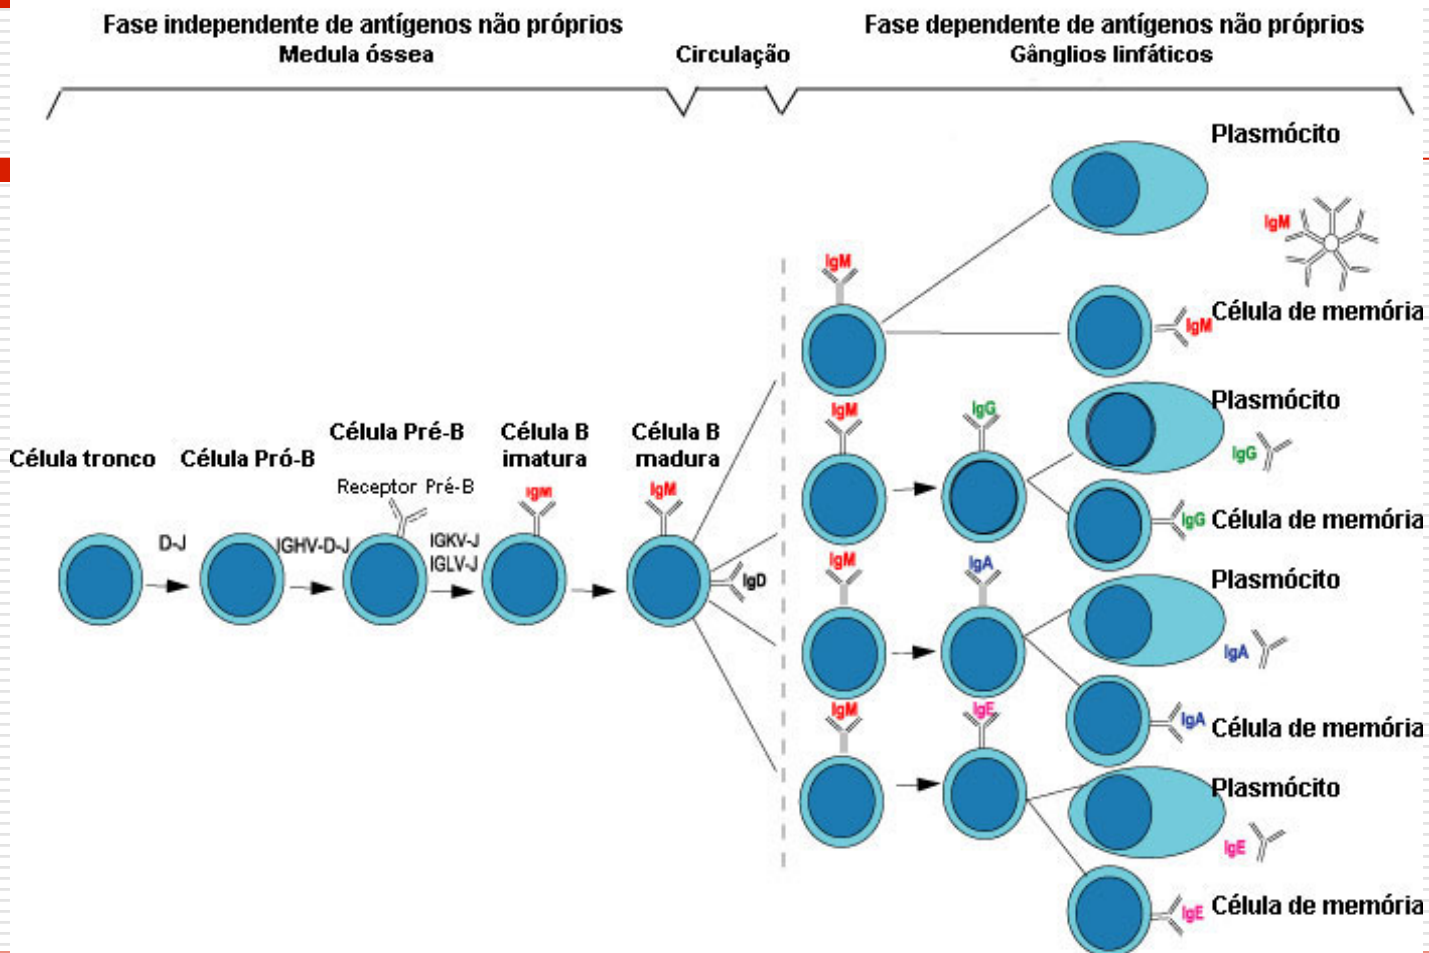 Fase independente de antígenos não próprios
Medula óssea
Circulação
Fase dependente de antígenos não próprios
Gânglios linfáticos
Célula tronco
Célula Pró-B
Célula Pré-B
Célula B
imatura
Célula B
madura
Receptor Pré-B
D-J
IGHV-D-J
IGKV-J
IGLV-J
IgM
IgM
IgD
IgM
Plasmócito
IgM
Célula de memória
IgM
IgM
IgG
Plasmócito
IgG
Célula de memória
IgG
IgM
IgA
Plasmócito
IgA
Célula de memória
IgA
IgM
IgE
Plasmócito
IgE
Célula de memória
IgE